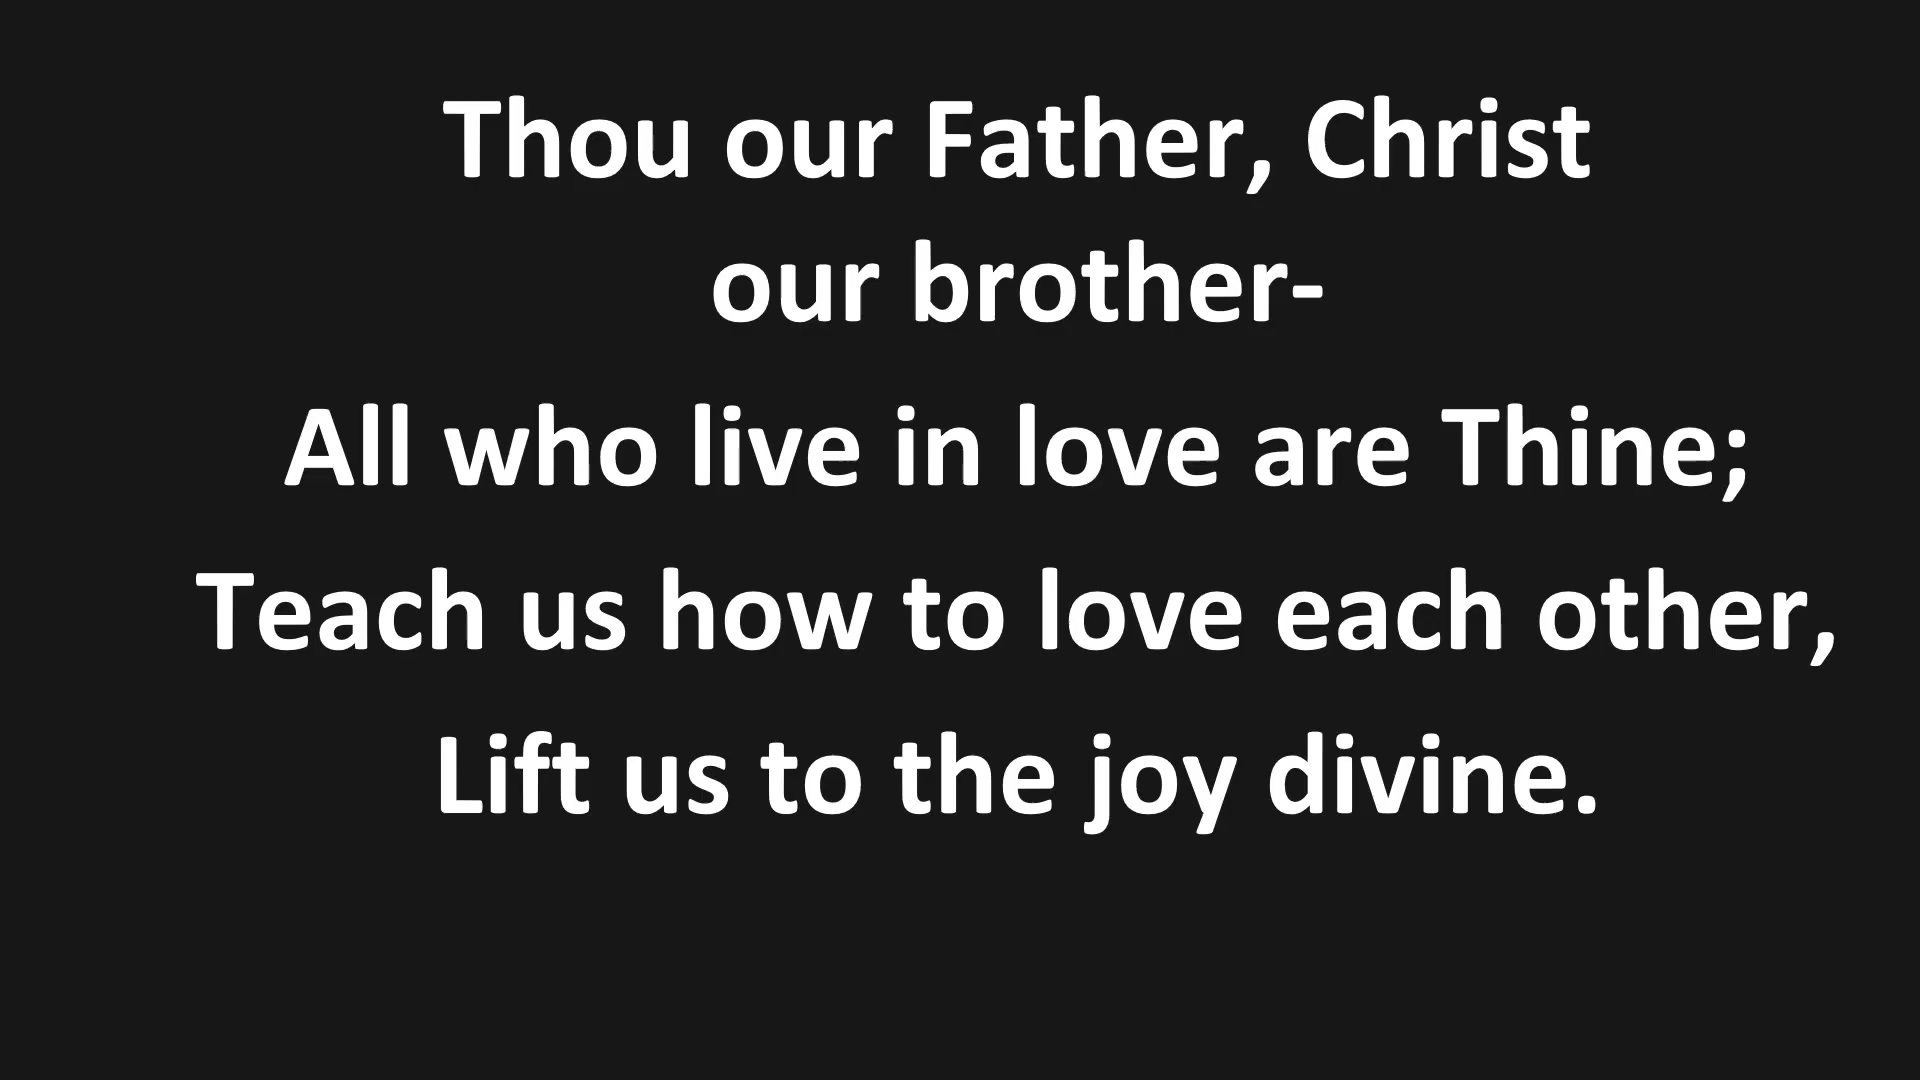 Thou our Father, Christ
our brother-
All who live in love are Thine;
Teach us how to love each other,
Lift us to the joy divine.